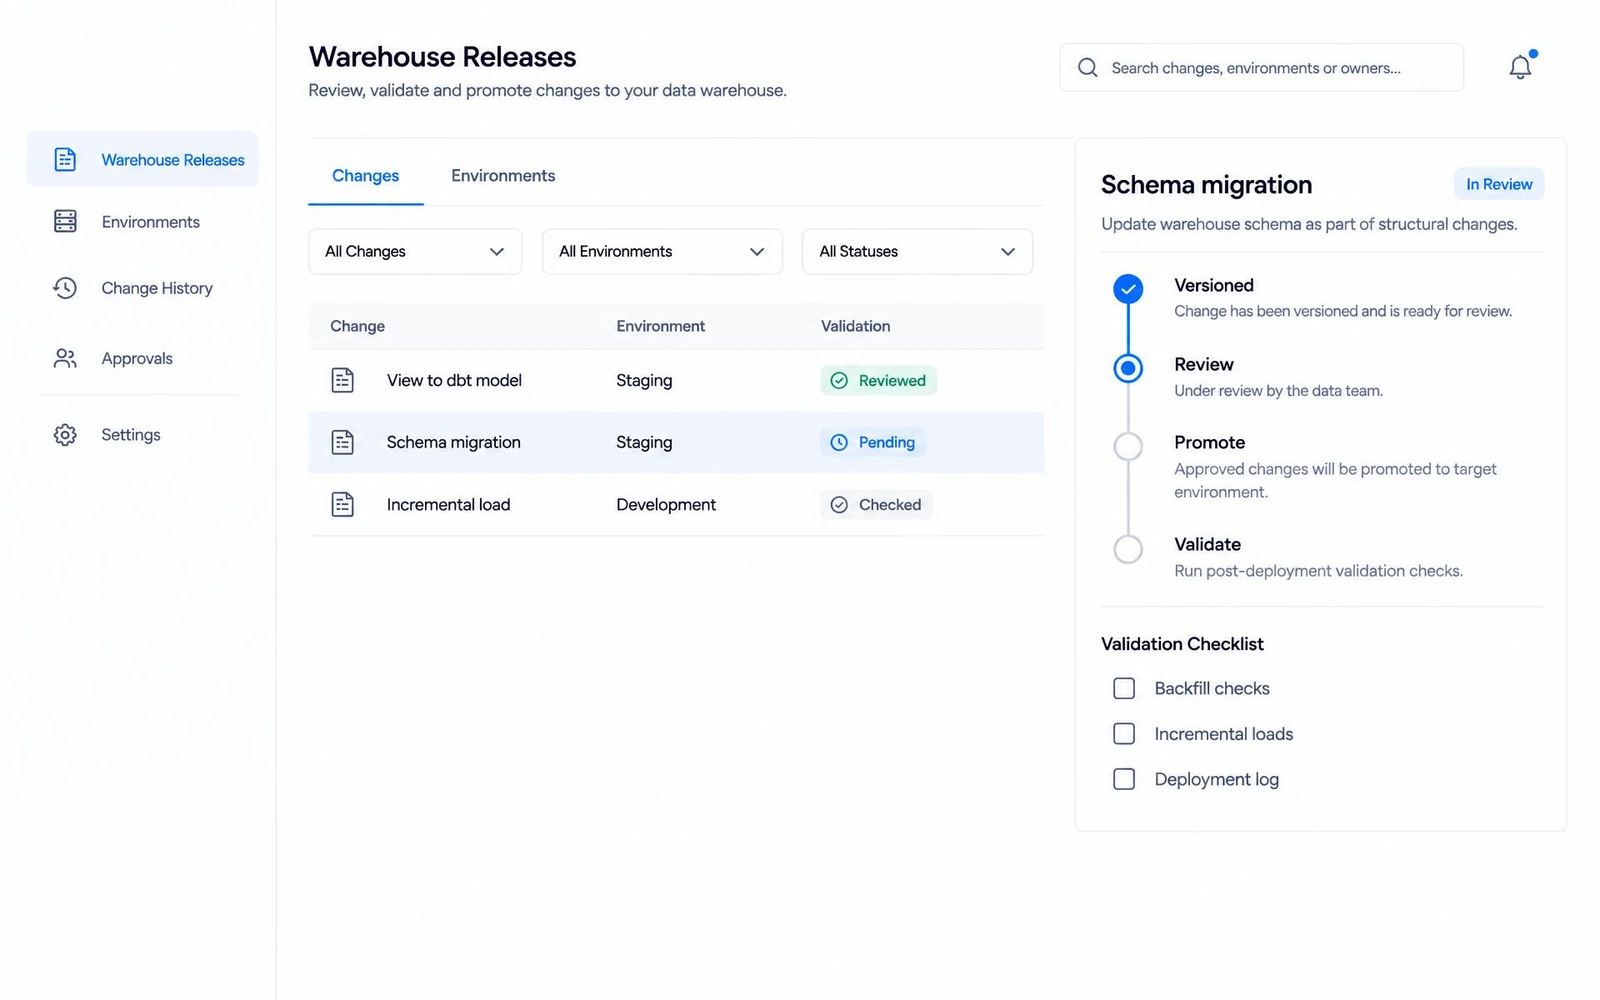 Warehouse Releases
Review, validate and promote changes to your data warehouse.
Search changes, environments or owners...
Warehouse Releases
Environments
Change History
Approvals
Settings
Changes
Environments
All Changes
All Environments
All Statuses
Change
Environment
Validation
View to dbt model
Staging
Reviewed
Schema migration
Staging
Pending
Incremental load
Development
Checked
Schema migration
In Review
Update warehouse schema as part of structural changes.
Versioned
Change has been versioned and is ready for review.
Review
Under review by the data team.
Promote
Approved changes will be promoted to target
environment.
Validate
Run post-deployment validation checks.
Validation Checklist
Backfill checks
Incremental loads
Deployment log